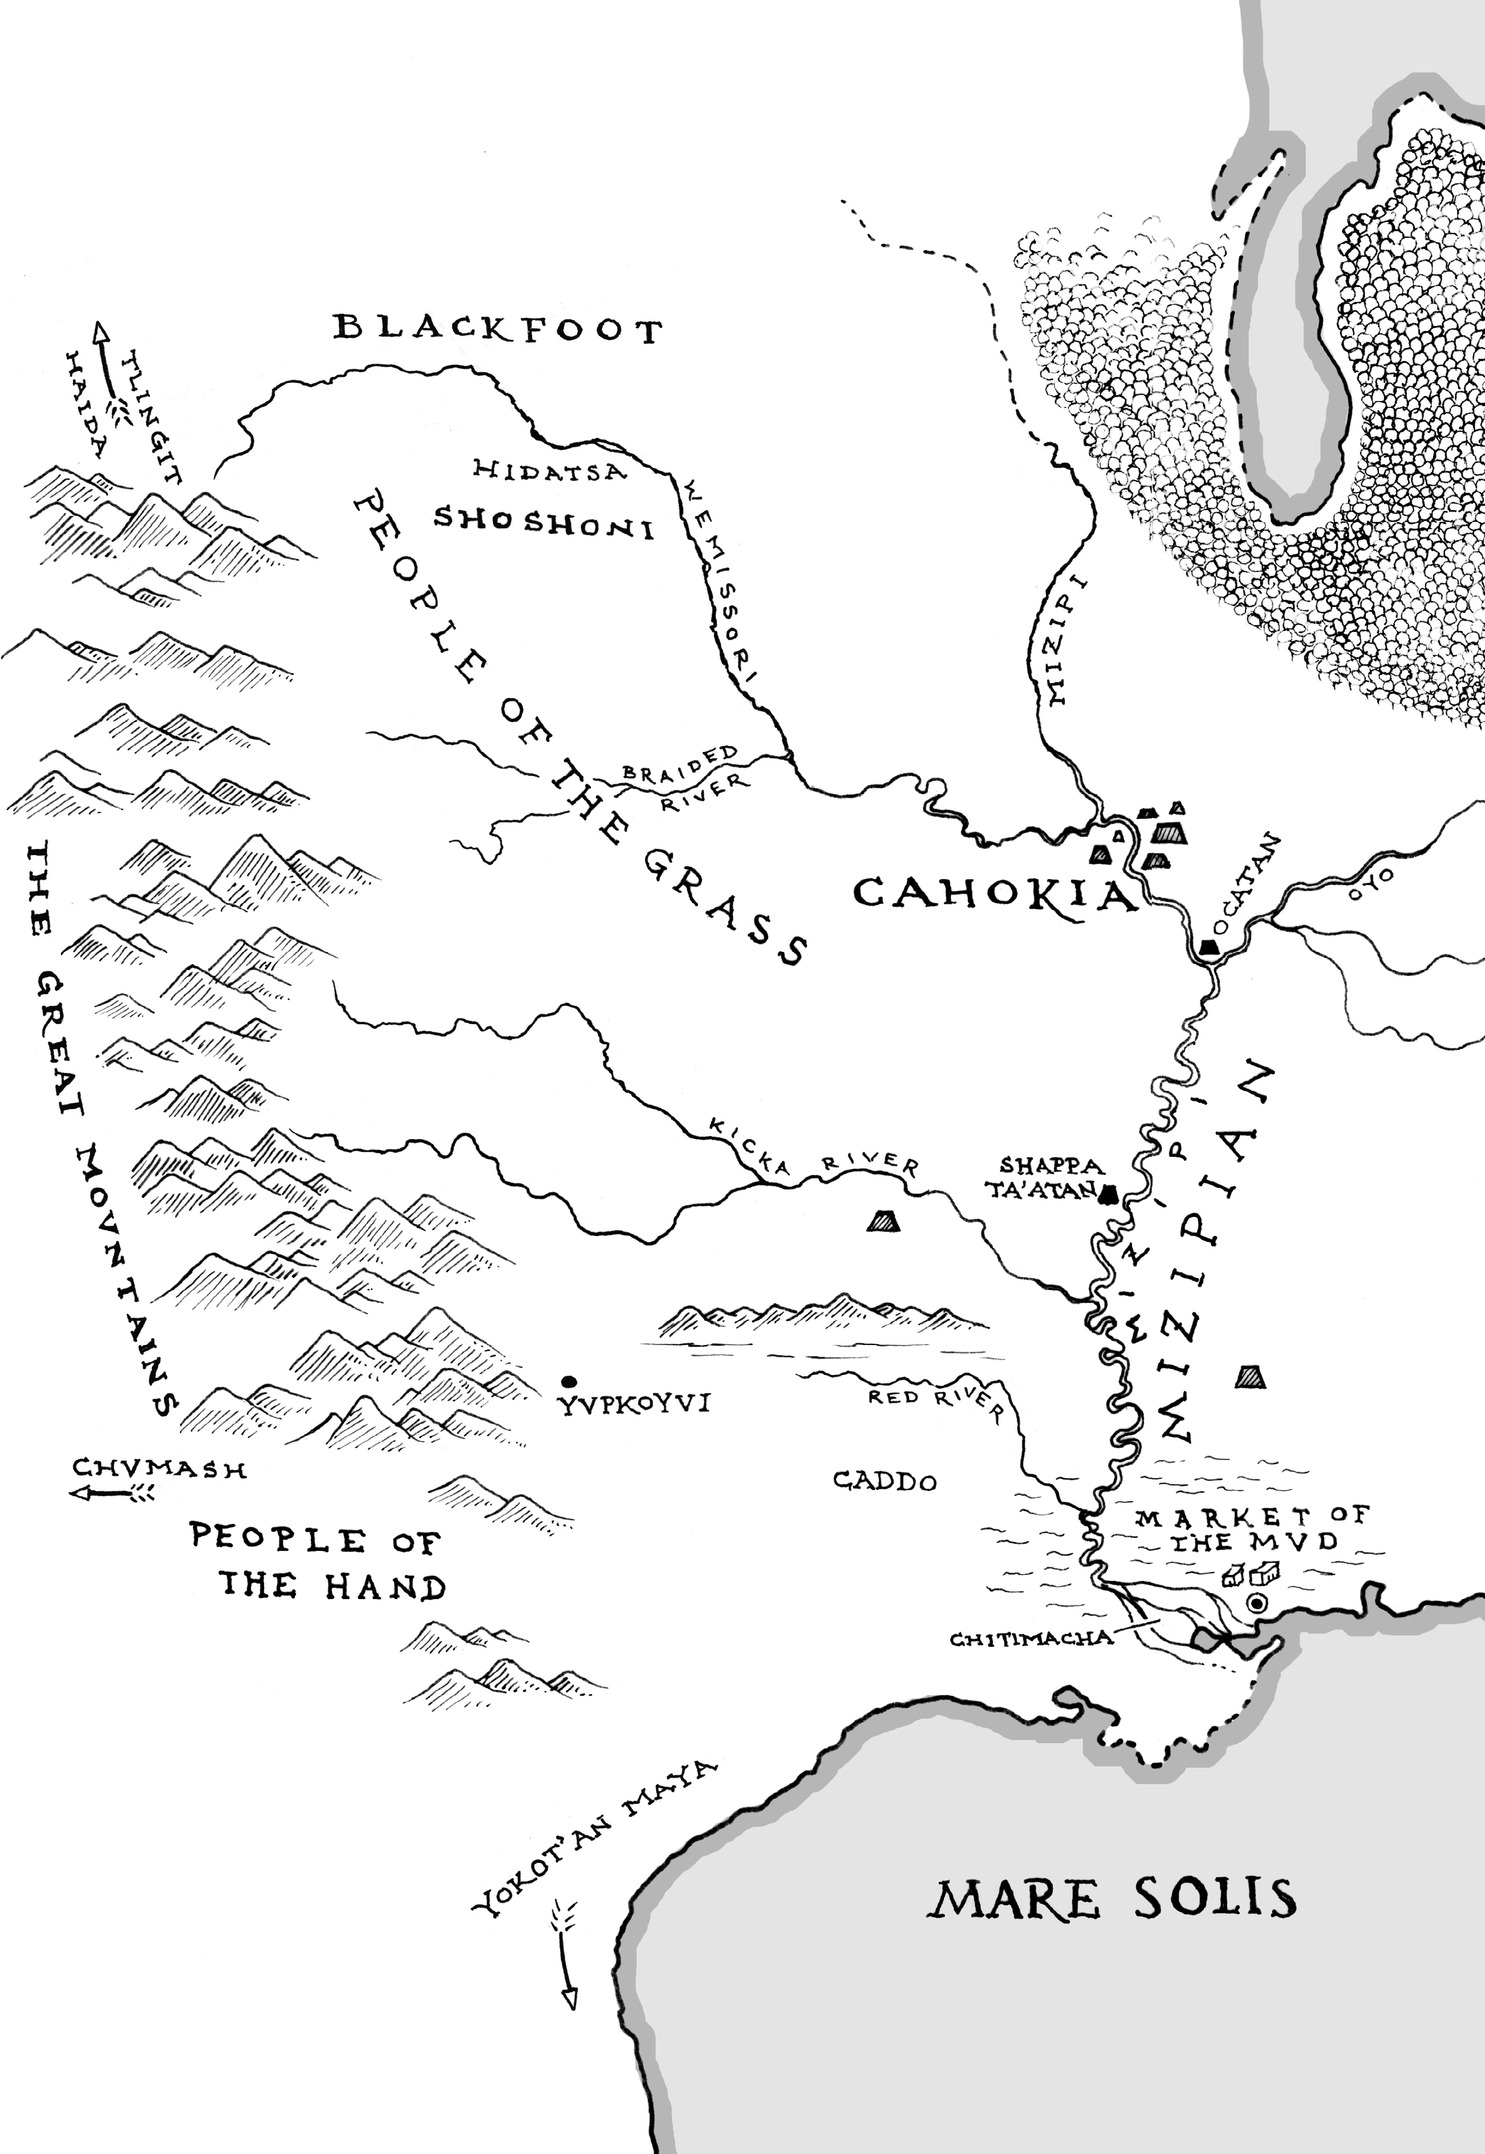 BLACKFOOT
TLINGIT
HAIDA
HIDATSA
SHOSHONI
PEOPLE OF THE GRASS
WEMISSORI
MIZIPI
BRAIDED
RIVER
CAHOKIA
OCATAN
OYO
THE GREAT MOVNTAINS
KICKA RIVER
SHAPPA
TA'ATAN
MIZIPI
MIZIPIAN
YVPKOYVI
RED RIVER
CADDO
CHVMASH
PEOPLE OF
THE HAND
MARKET OF
THE MVD
CHITIMACHA
YOKOT'AN MAYA
MARE SOLIS